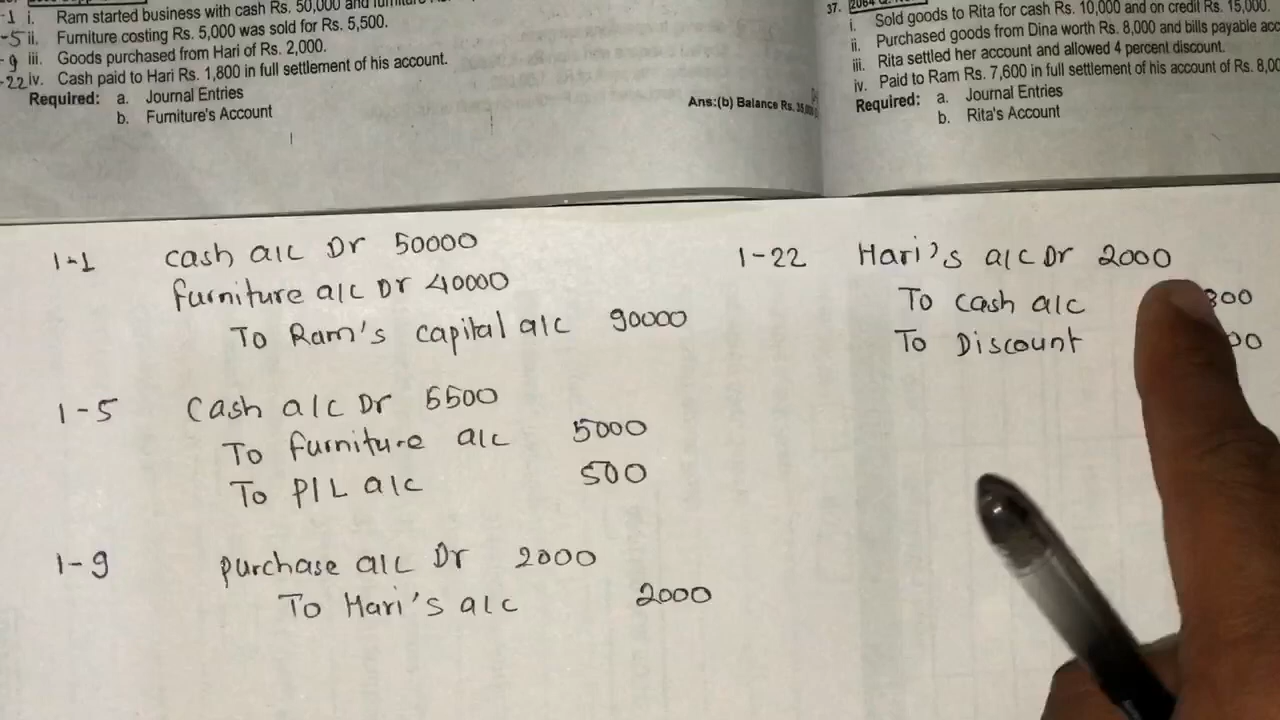 1 i. Ram started business with cash Rs. 50,000 and
-5 ii. Furniture costing Rs. 5,000 was sold for Rs. 5,500.
-9 iii. Goods purchased from Hari of Rs. 2,000.
-22 iv. Cash paid to Hari Rs. 1,800 in full settlement of his account.
Required: a. Journal Entries
b. Furniture's Account
Ans:(b) Balance Rs.
37.
i. Sold goods to Rita for cash Rs. 10,000 and on credit Rs. 15,000.
ii. Purchased goods from Dina worth Rs. 8,000 and bills payable
iii. Rita settled her account and allowed 4 percent discount.
iv. Paid to Ram Rs. 7,600 in full settlement of his account of Rs.
Required: a. Journal Entries
b. Rita's Account
1-1 cash a/c Dr 50000
furniture a/c Dr 40000
To Ram's capital a/c 90000
1-5 Cash a/c Dr 5500
To furniture a/c 5000
To P/L a/c 500
1-9 purchase a/c Dr 2000
To Hari's a/c 2000
1-22 Hari's a/c Dr 2000
To cash a/c
To Discount